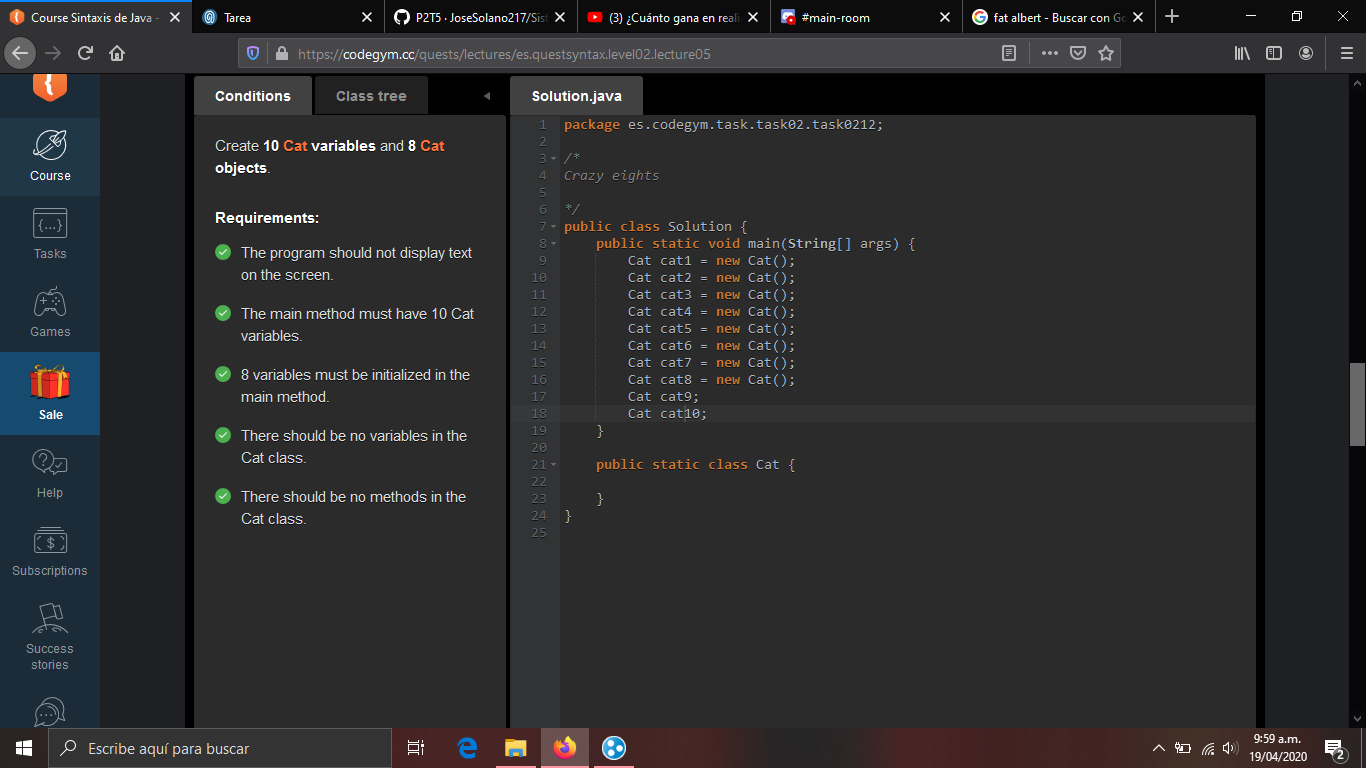 Course Sintaxis de Java -
Tarea
P2T5 · JoseSolano217/Sist
(3) ¿Cuánto gana en reali
#main-room
fat albert - Buscar con Go
https://codegym.cc/quests/lectures/es.questsyntax.level02.lecture05
Course
Tasks
Games
Sale
Help
Subscriptions
Success
stories
Conditions
Class tree
Create 10 Cat variables and 8 Cat
objects.
Requirements:
The program should not display text
on the screen.
The main method must have 10 Cat
variables.
8 variables must be initialized in the
main method.
There should be no variables in the
Cat class.
There should be no methods in the
Cat class.
Solution.java
1 package es.codegym.task.task02.task0212;
2
3 /*
4 Crazy eights
5
6 */
7 public class Solution {
8 public static void main(String[] args) {
9 Cat cat1 = new Cat();
10 Cat cat2 = new Cat();
11 Cat cat3 = new Cat();
12 Cat cat4 = new Cat();
13 Cat cat5 = new Cat();
14 Cat cat6 = new Cat();
15 Cat cat7 = new Cat();
16 Cat cat8 = new Cat();
17 Cat cat9;
18 Cat cat10;
19 }
20
21 public static class Cat {
22
23 }
24 }
25
Escribe aquí para buscar
9:59 a.m.
19/04/2020
2